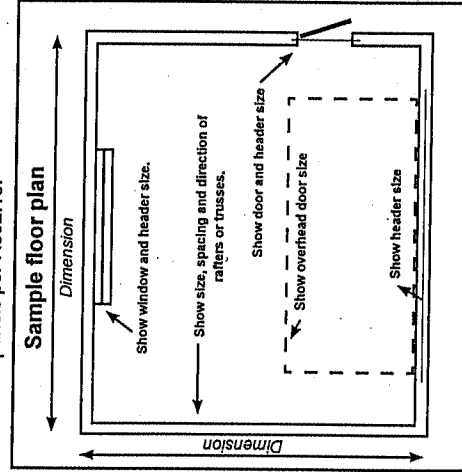 per
Sample floor plan
Dimension
Show window and header size.
Show size, spacing and direction of
rafters or trusses.
Show door and header size
Show overhead door size
Show header size
Dimension